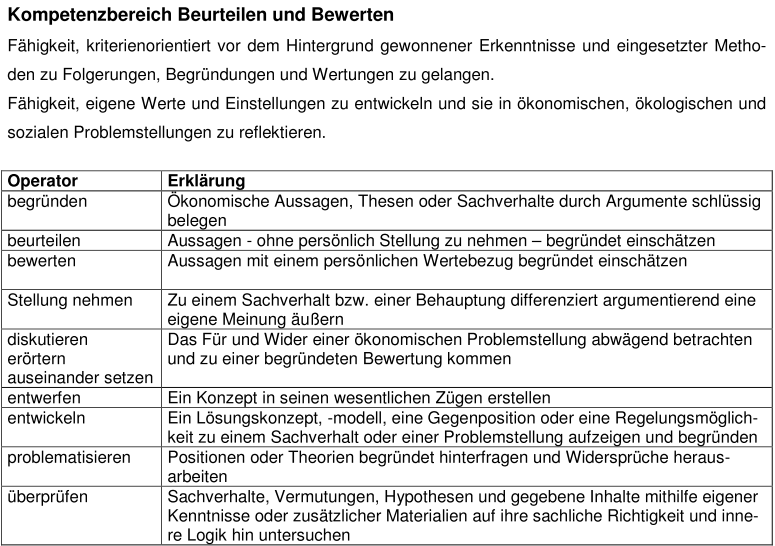 Kompetenzbereich Beurteilen und Bewerten
Fähigkeit, kriterienorientiert vor dem Hintergrund gewonnener Erkenntnisse und eingesetzter Metho-
den zu Folgerungen, Begründungen und Wertungen zu gelangen.
Fähigkeit, eigene Werte und Einstellungen zu entwickeln und sie in ökonomischen, ökologischen und
sozialen Problemstellungen zu reflektieren.
Operator Erklärung
begründen Ökonomische Aussagen, Thesen oder Sachverhalte durch Argumente schlüssig
belegen
beurteilen Aussagen - ohne persönlich Stellung zu nehmen – begründet einschätzen
bewerten Aussagen mit einem persönlichen Wertebezug begründet einschätzen
Stellung nehmen Zu einem Sachverhalt bzw. einer Behauptung differenziert argumentierend eine
eigene Meinung äußern
diskutieren Das Für und Wider einer ökonomischen Problemstellung abwägend betrachten
erörtern und zu einer begründeten Bewertung kommen
auseinander setzen
entwerfen Ein Konzept in seinen wesentlichen Zügen erstellen
entwickeln Ein Lösungskonzept, -modell, eine Gegenposition oder eine Regelungsmöglich-
keit zu einem Sachverhalt oder einer Problemstellung aufzeigen und begründen
problematisieren Positionen oder Theorien begründet hinterfragen und Widersprüche heraus-
arbeiten
überprüfen Sachverhalte, Vermutungen, Hypothesen und gegebene Inhalte mithilfe eigener
Kenntnisse oder zusätzlicher Materialien auf ihre sachliche Richtigkeit und inne-
re Logik hin untersuchen